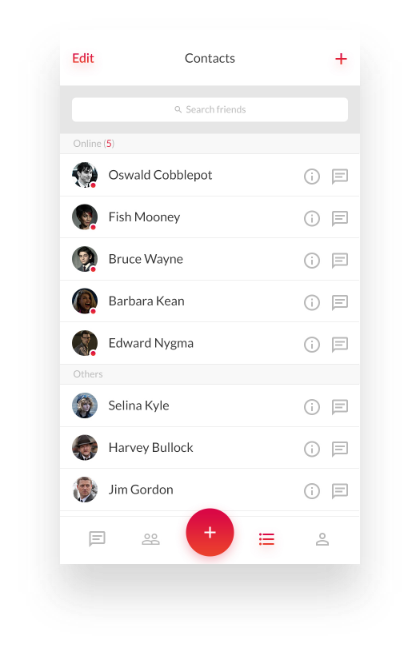 Edit
Contacts
+
Search friends
Online (5)
Oswald Cobblepot
Fish Mooney
Bruce Wayne
Barbara Kean
Edward Nygma
Others
Selina Kyle
Harvey Bullock
Jim Gordon
+